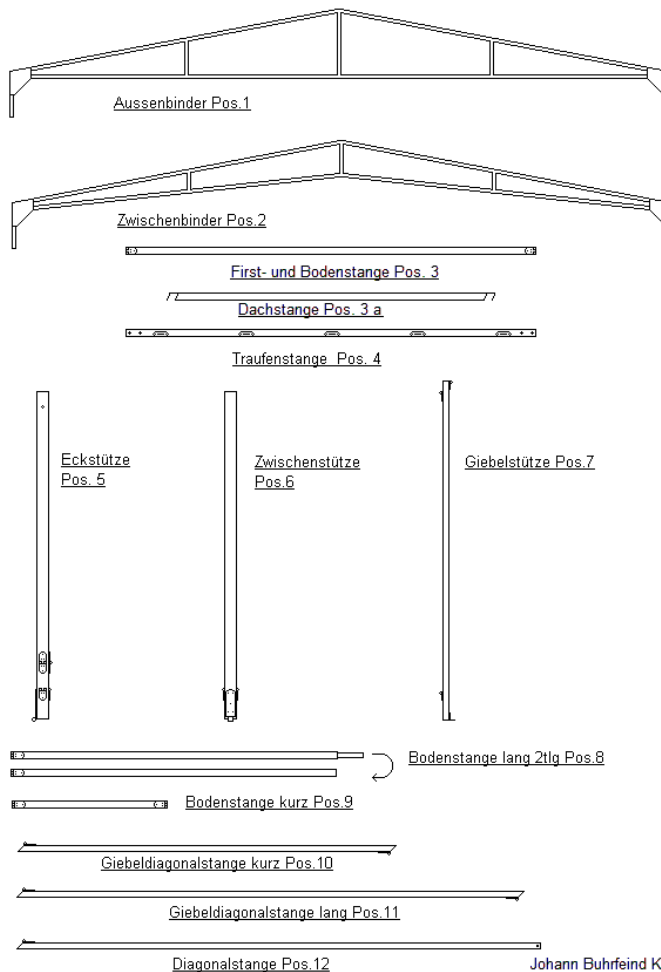 Aussenbinder Pos.1
Zwischenbinder Pos.2
First- und Bodenstange Pos. 3
Dachstange Pos. 3 a
Traufenstange Pos. 4
Eckstütze
Pos. 5
Zwischenstütze
Pos.6
Giebelstütze Pos.7
Bodenstange lang 2tlg Pos.8
Bodenstange kurz Pos.9
Giebeldiagonalstange kurz Pos.10
Giebeldiagonalstange lang Pos.11
Diagonalstange Pos.12
Johann Buhrfeind K